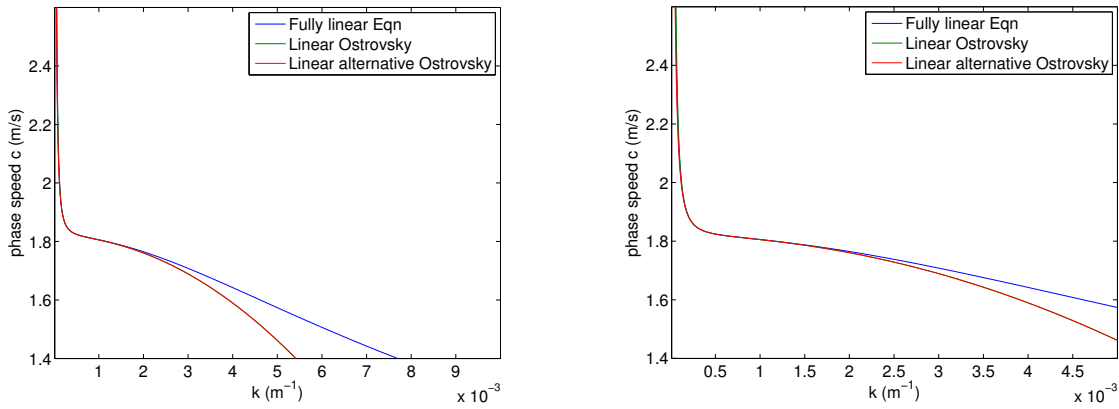 Fully linear Eqn
Linear Ostrovsky
Linear alternative Ostrovsky
phase speed c (m/s)
2.4
2.2
2
1.8
1.6
1.4
1 2 3 4 5 6 7 8 9
k (m⁻¹)
x 10⁻³
Fully linear Eqn
Linear Ostrovsky
Linear alternative Ostrovsky
phase speed c (m/s)
2.4
2.2
2
1.8
1.6
1.4
0.5 1 1.5 2 2.5 3 3.5 4 4.5
k (m⁻¹)
x 10⁻³